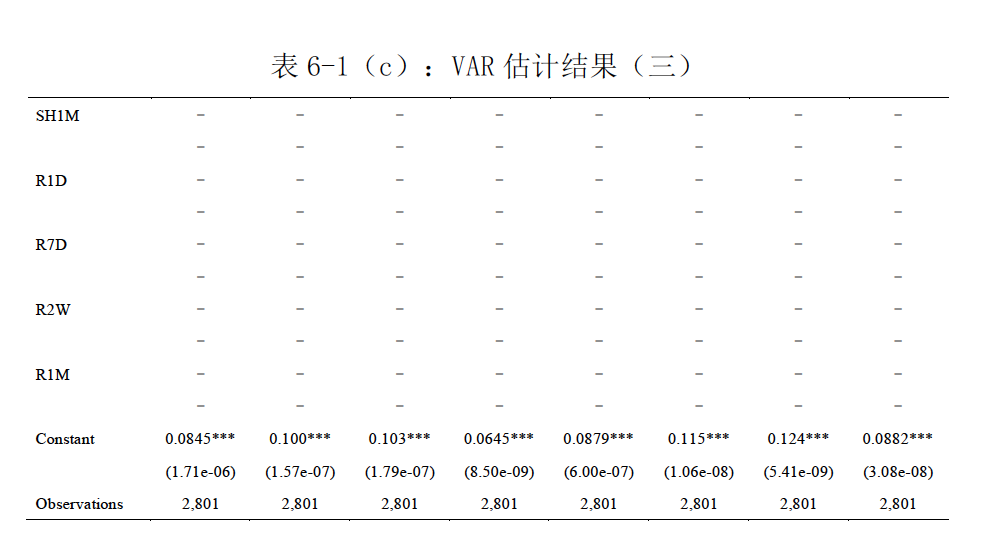 表 6-1（c）：VAR 估计结果（三）
SH1M – – – – – – – –
– – – – – – – –
R1D – – – – – – – –
– – – – – – – –
R7D – – – – – – – –
– – – – – – – –
R2W – – – – – – – –
– – – – – – – –
R1M – – – – – – – –
– – – – – – – –
Constant 0.0845*** 0.100*** 0.103*** 0.0645*** 0.0879*** 0.115*** 0.124*** 0.0882***
(1.71e-06) (1.57e-07) (1.79e-07) (8.50e-09) (6.00e-07) (1.06e-08) (5.41e-09) (3.08e-08)
Observations 2,801 2,801 2,801 2,801 2,801 2,801 2,801 2,801